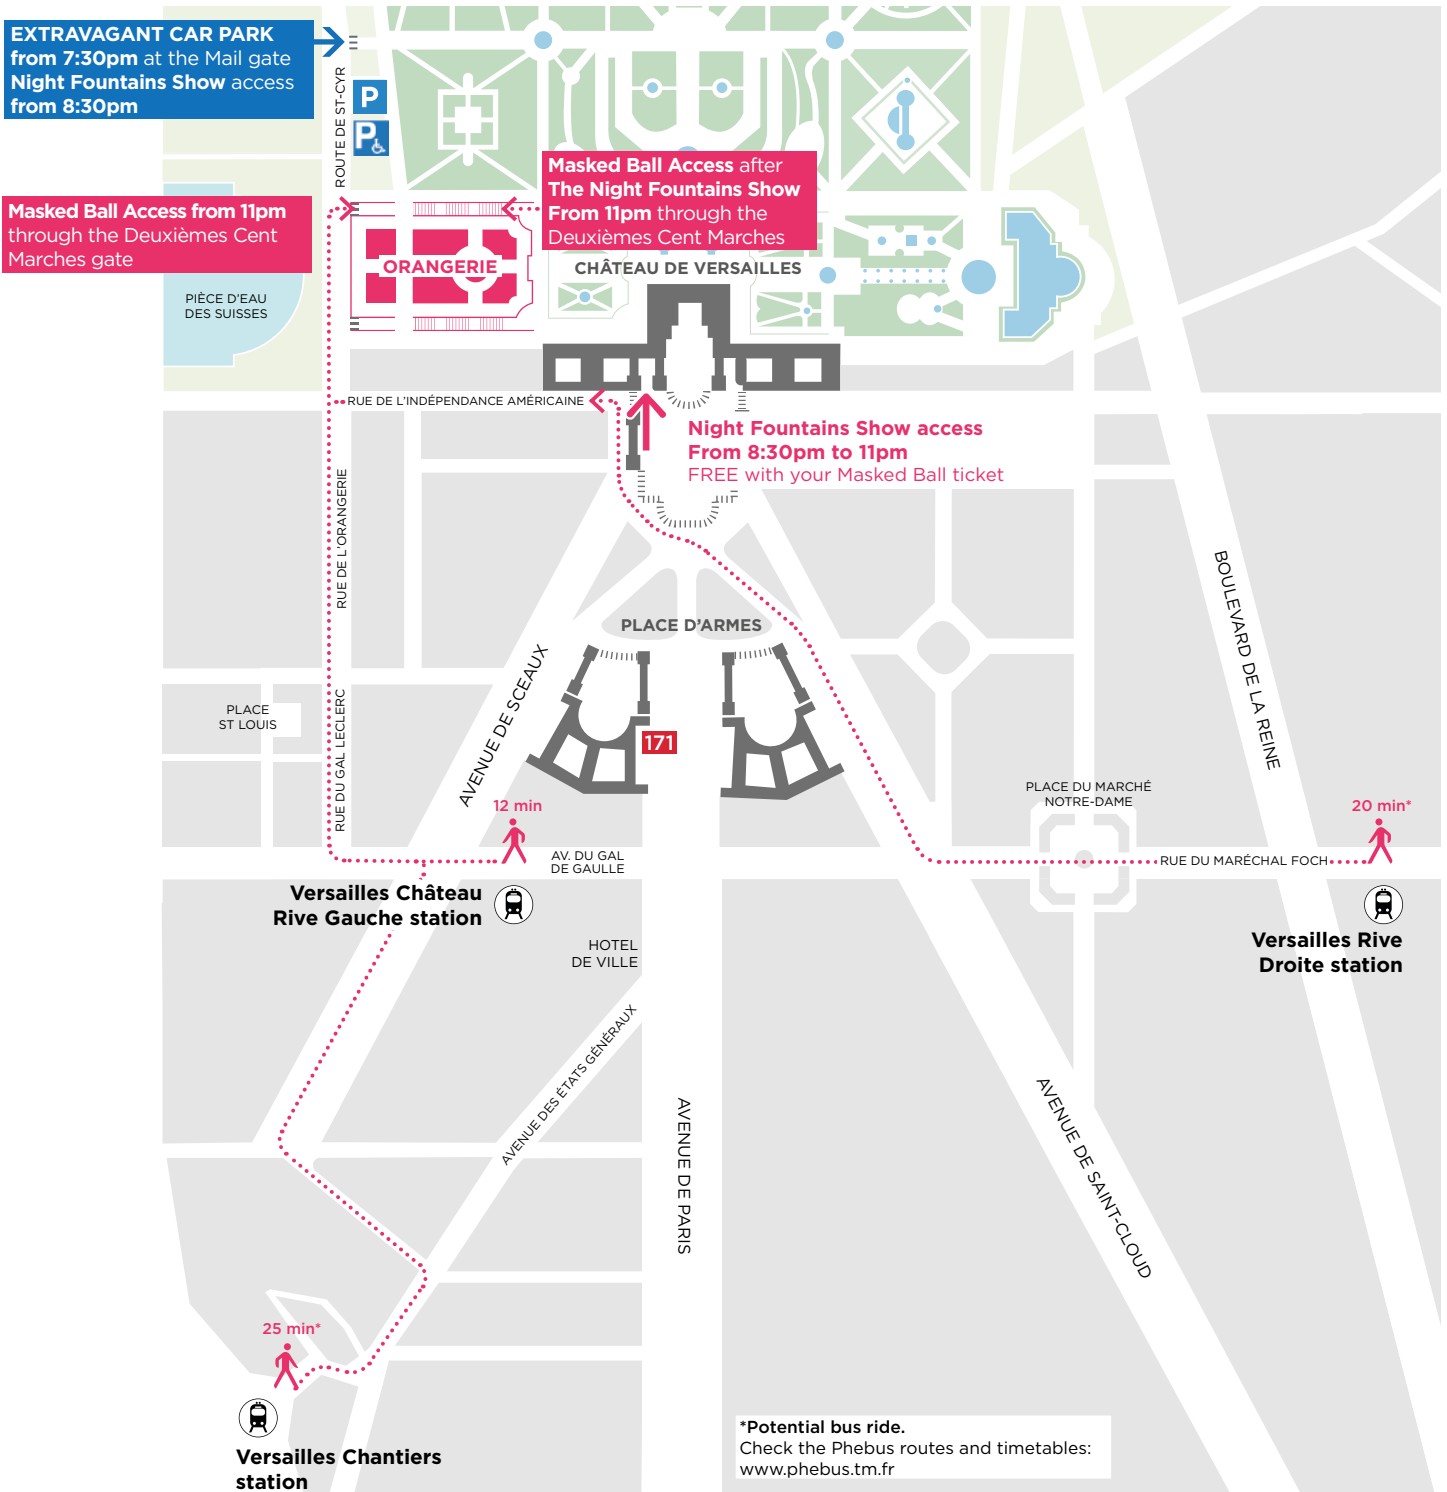 EXTRAVAGANT CAR PARK
from 7:30pm at the Mail gate
Night Fountains Show access
from 8:30pm
ROUTE DE ST-CYR
P
P
Masked Ball Access after
The Night Fountains Show
From 11pm through the
Deuxièmes Cent Marches
Masked Ball Access from 11pm
through the Deuxièmes Cent
Marches gate
ORANGERIE
CHÂTEAU DE VERSAILLES
PIÈCE D'EAU
DES SUISSES
RUE DE L'INDÉPENDANCE AMÉRICAINE
Night Fountains Show access
From 8:30pm to 11pm
FREE with your Masked Ball ticket
RUE DE L'ORANGERIE
BOULEVARD DE LA REINE
PLACE D'ARMES
AVENUE DE SCEAUX
PLACE
ST LOUIS
RUE DU GAL LECLERC
171
PLACE DU MARCHÉ
NOTRE-DAME
12 min
20 min*
AV. DU GAL
DE GAULLE
RUE DU MARÉCHAL FOCH
Versailles Château
Rive Gauche station
Versailles Rive
Droite station
HOTEL
DE VILLE
AVENUE DES ÉTATS GÉNÉRAUX
AVENUE DE PARIS
AVENUE DE SAINT-CLOUD
25 min*
Versailles Chantiers
station
*Potential bus ride.
Check the Phebus routes and timetables:
www.phebus.tm.fr